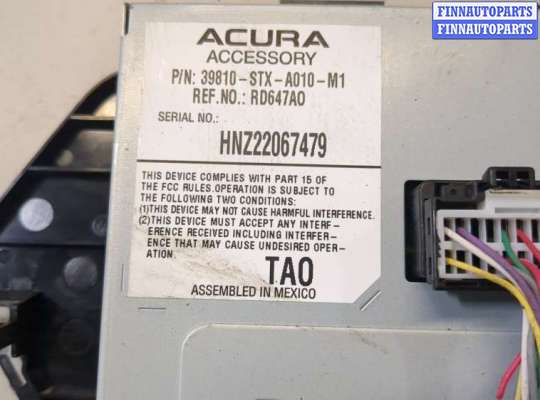 FINNAUTOPARTS
FINNAUTOPARTS
ACURA
ACCESSORY
P/N: 39810-STX-A010-M1
REF.NO.: RD647A0
SERIAL NO.:
HNZ22067479
THIS DEVICE COMPLIES WITH PART 15 OF
THE FCC RULES.OPERATION IS SUBJECT TO
THE FOLLOWING TWO CONDITIONS:
(1)THIS DEVICE MAY NOT CAUSE HARMFUL INTERFERENCE.
(2)THIS DEVICE MUST ACCEPT ANY INTERF-
ERENCE RECEIVED INCLUDING INTERFER-
ENCE THAT MAY CAUSE UNDESIRED OPER-
ATION.
TA0
ASSEMBLED IN MEXICO